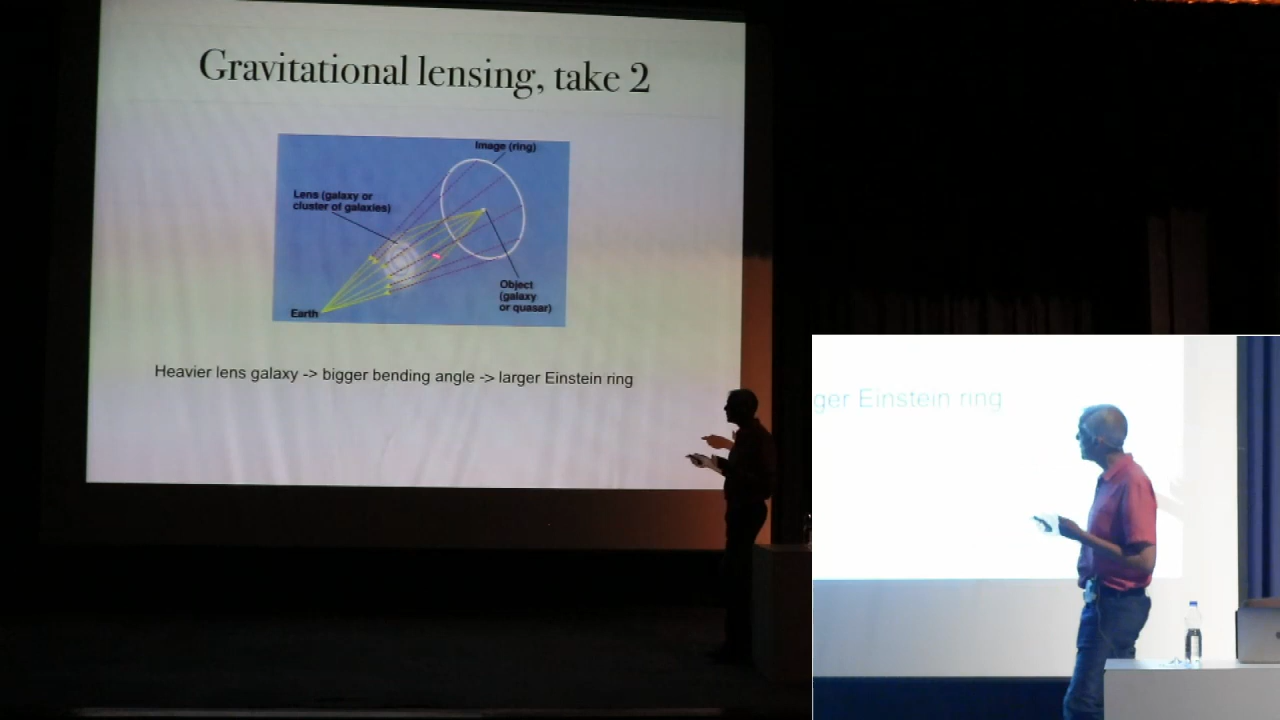 Gravitational lensing, take 2
Image (ring)
Lens (galaxy or
cluster of galaxies)
Object
(galaxy
or quasar)
Earth
Heavier lens galaxy -> bigger bending angle -> larger Einstein ring
ger Einstein ring